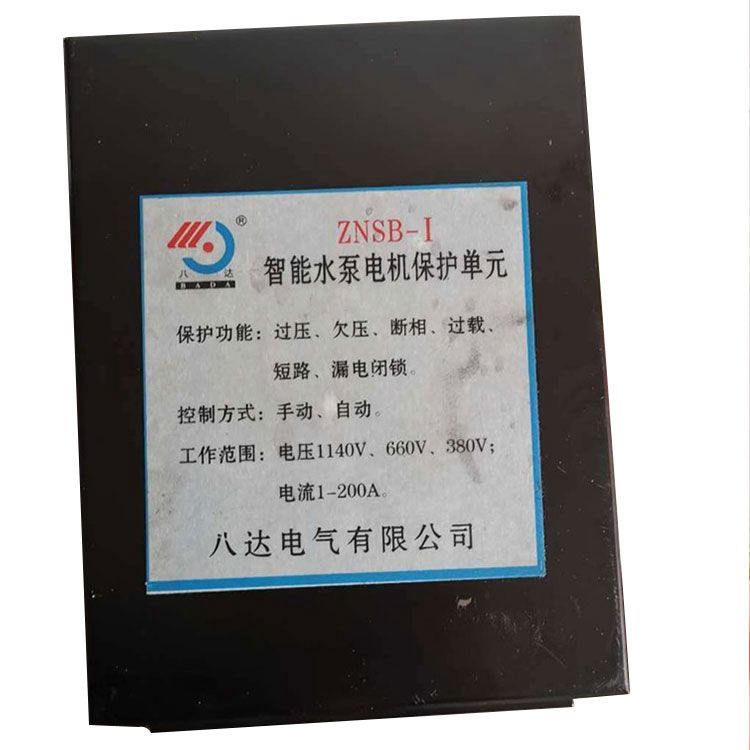 ZNSB-I
®
八达
BADA
智能水泵电机保护单元
保护功能：过压、欠压、断相、过载、
短路、漏电闭锁。
控制方式：手动、自动。
工作范围：电压1140V、660V、380V；
电流1-200A。
八达电气有限公司